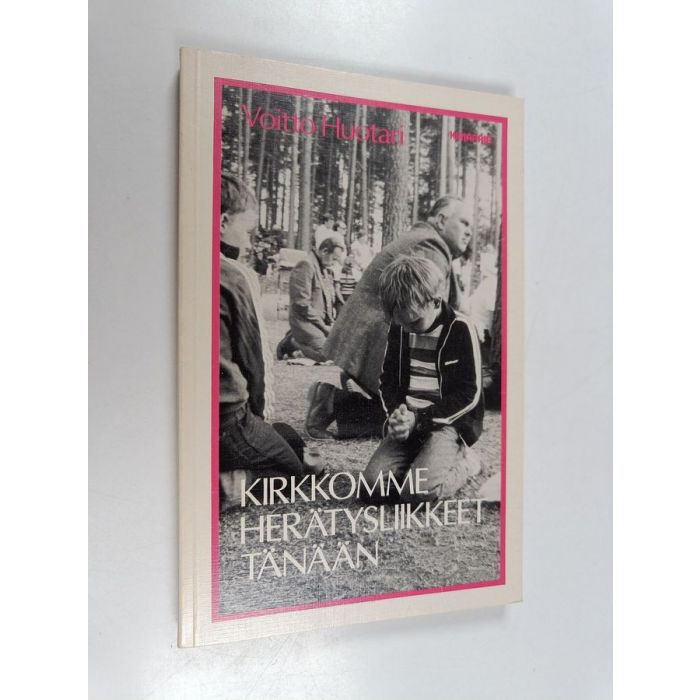 Voitto Huotari
KIRKKOMME
HERÄTYSLIIKKEET
TÄNÄÄN